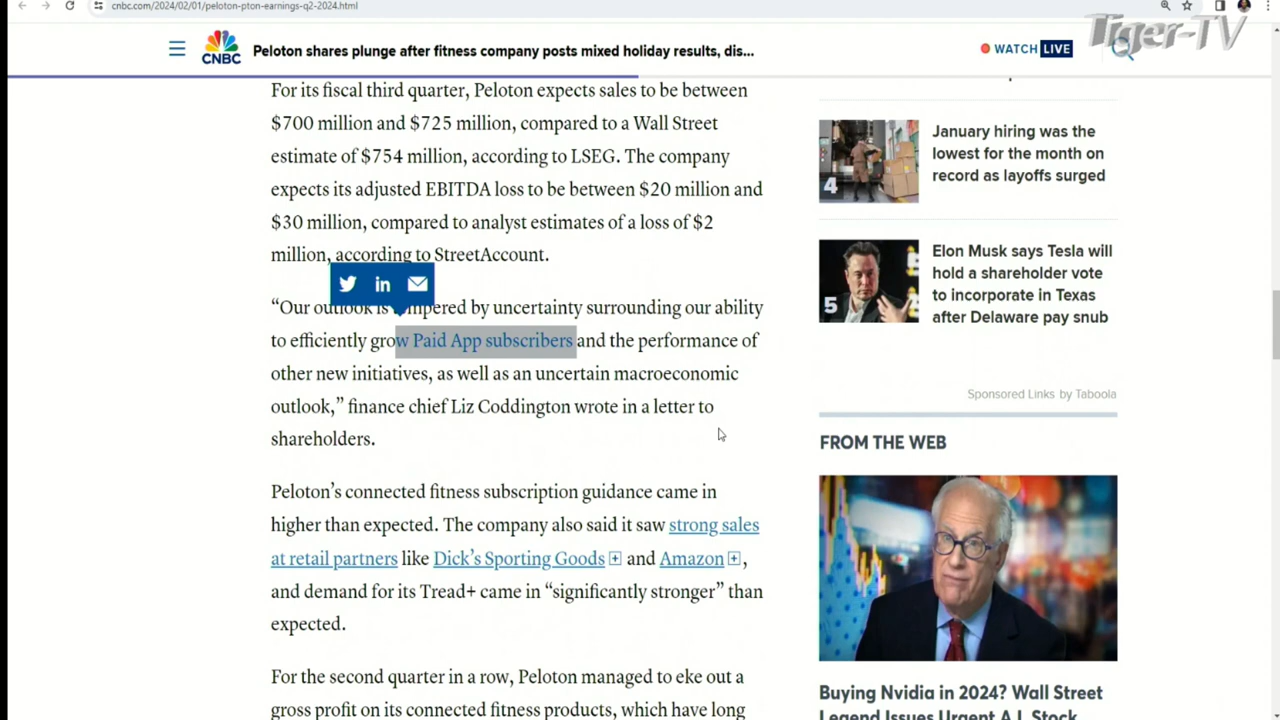 cnbc.com/2024/02/01/peloton-pton-earnings-q2-2024.html
Tiger-TV
CNBC
Peloton shares plunge after fitness company posts mixed holiday results, dis...
WATCH LIVE
For its fiscal third quarter, Peloton expects sales to be between
$700 million and $725 million, compared to a Wall Street
estimate of $754 million, according to LSEG. The company
expects its adjusted EBITDA loss to be between $20 million and
$30 million, compared to analyst estimates of a loss of $2
million, according to StreetAccount.
in
“Our outlook is tempered by uncertainty surrounding our ability
to efficiently grow Paid App subscribers and the performance of
other new initiatives, as well as an uncertain macroeconomic
outlook,” finance chief Liz Coddington wrote in a letter to
shareholders.
Peloton’s connected fitness subscription guidance came in
higher than expected. The company also said it saw strong sales
at retail partners like Dick’s Sporting Goods and Amazon,
and demand for its Tread+ came in “significantly stronger” than
expected.
For the second quarter in a row, Peloton managed to eke out a
gross profit on its connected fitness products, which have long
4
January hiring was the
lowest for the month on
record as layoffs surged
5
Elon Musk says Tesla will
hold a shareholder vote
to incorporate in Texas
after Delaware pay snub
Sponsored Links by Taboola
FROM THE WEB
Buying Nvidia in 2024? Wall Street
Legend Issues Urgent A.I. Stock